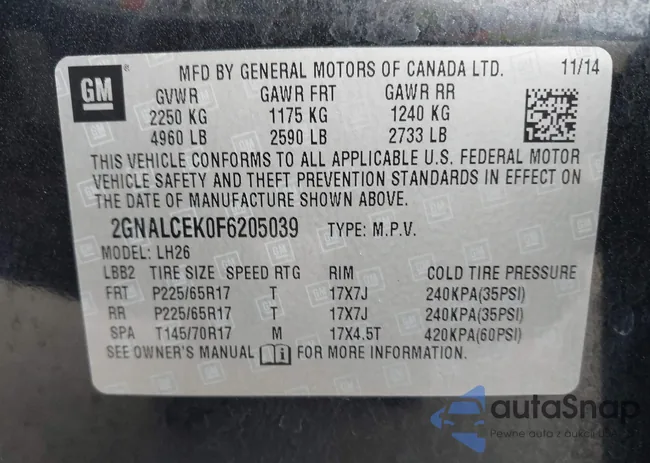 GM
MFD BY GENERAL MOTORS OF CANADA LTD. 11/14
GVWR GAWR FRT GAWR RR
2250 KG 1175 KG 1240 KG
4960 LB 2590 LB 2733 LB
THIS VEHICLE CONFORMS TO ALL APPLICABLE U.S. FEDERAL MOTOR
VEHICLE SAFETY AND THEFT PREVENTION STANDARDS IN EFFECT ON
THE DATE OF MANUFACTURE SHOWN ABOVE.
2GNALCEK0F6205039 TYPE: M.P.V.
MODEL: LH26
LBB2 TIRE SIZE SPEED RTG RIM COLD TIRE PRESSURE
FRT P225/65R17 T 17X7J 240KPA(35PSI)
RR P225/65R17 T 17X7J 240KPA(35PSI)
SPA T145/70R17 M 17X4.5T 420KPA(60PSI)
SEE OWNER'S MANUAL FOR MORE INFORMATION.
autaSnap
Pewne auta z aukcji